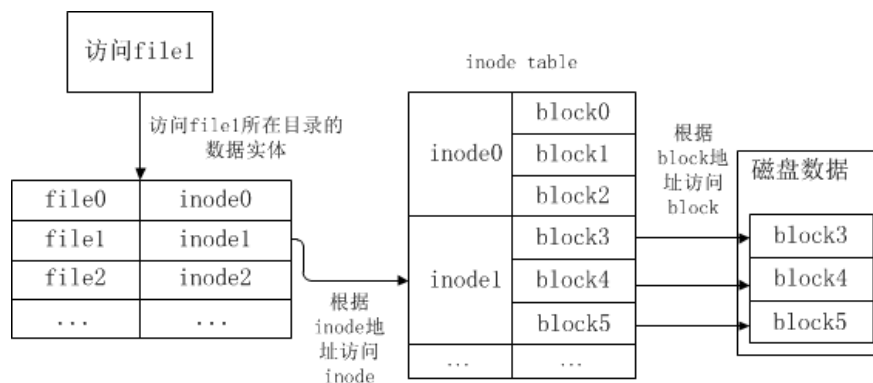 访问file1
访问file1所在目录的
数据实体
file0 inode0
file1 inode1
file2 inode2
... ...
根据
inode地
址访问
inode
inode table
inode0
block0
block1
block2
inode1
block3
block4
block5
... ...
根据
block地
址访问
block
磁盘数据
block3
block4
block5